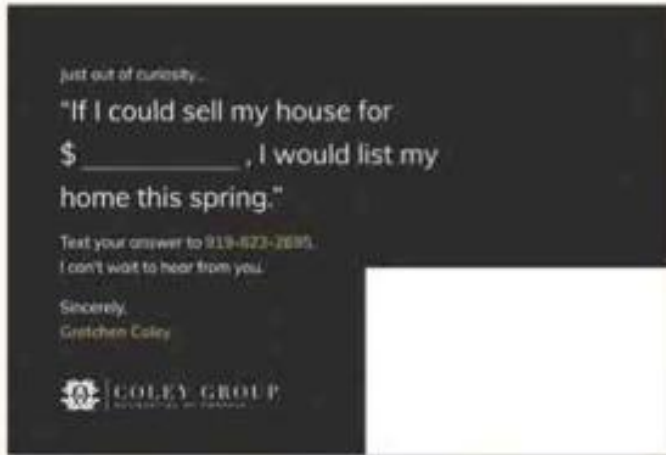 Just out of curiosity...
"If I could sell my house for
$__________, I would list my
home this spring."
Text your answer to
I can't wait to hear from you.
Sincerely,
Gretchen Coley
COLEY GROUP